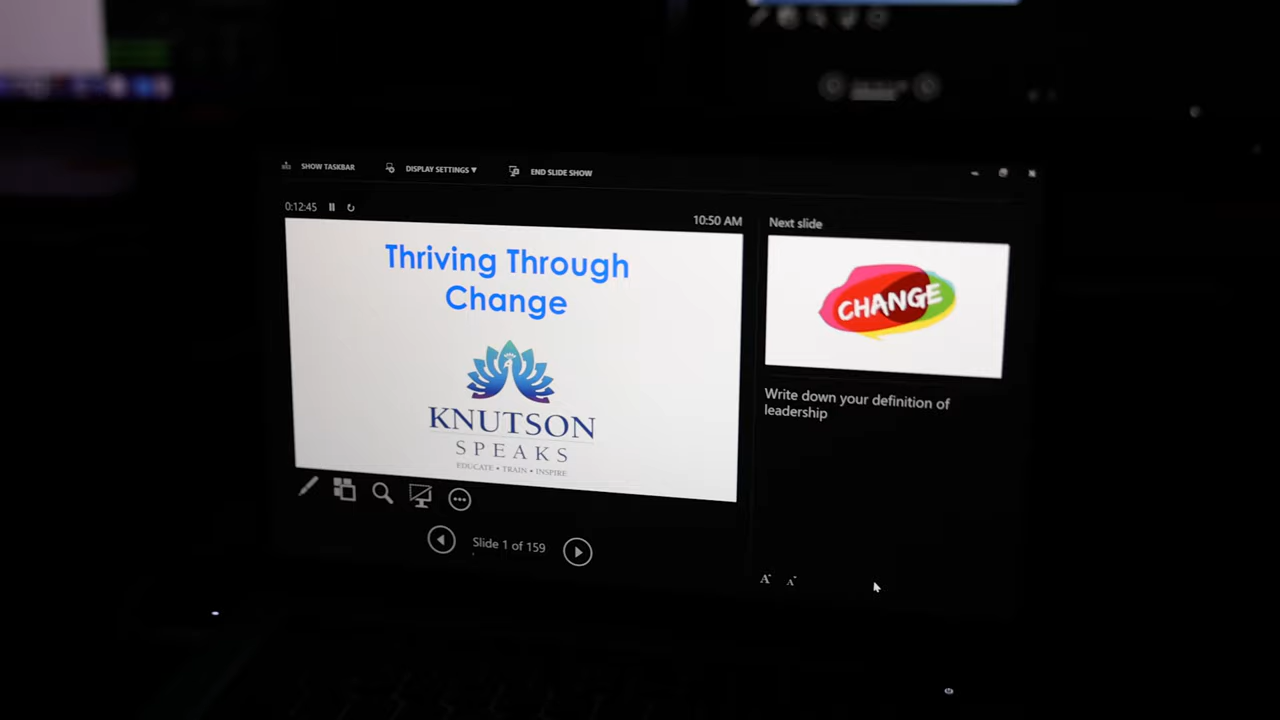 SHOW TASKBAR
DISPLAY SETTINGS ▼
END SLIDE SHOW
0:12:45
10:50 AM
Thriving Through
Change
KNUTSON
SPEAKS
EDUCATE • TRAIN • INSPIRE
Slide 1 of 159
Next slide
CHANGE
Write down your definition of
leadership
A A